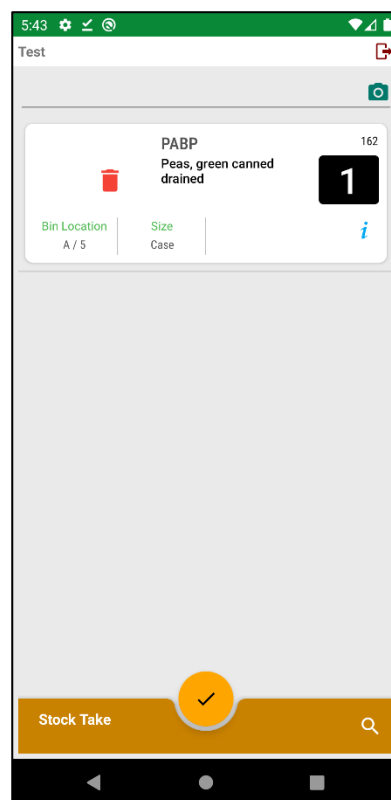 5:43
Test
PABP
162
Peas, green canned
drained
1
Bin Location
Size
A / 5
Case
i
Stock Take